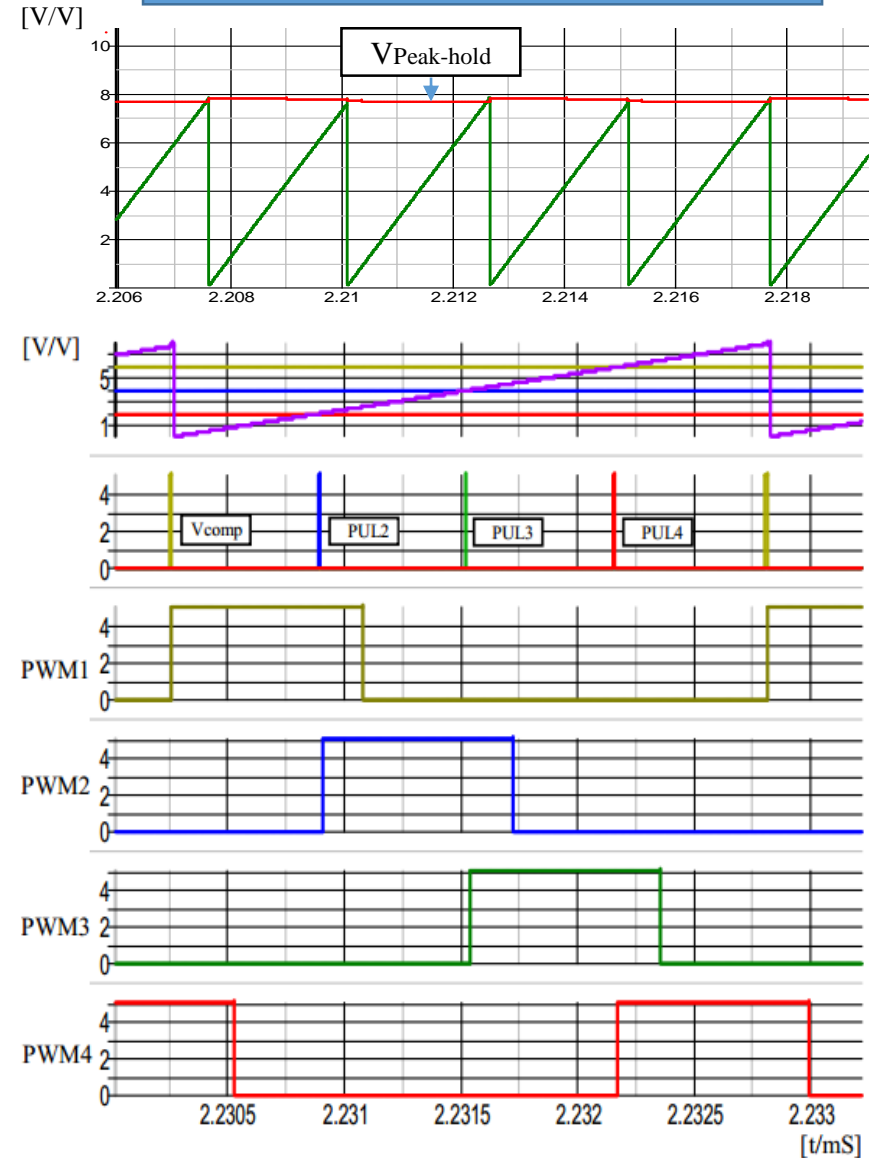 [V/V]
10
VPeak-hold
8
6
4
2
2.206 2.208 2.21 2.212 2.214 2.216 2.218
[V/V]
5
1
4
2
0
Vcomp PUL2 PUL3 PUL4
4
PWM1 2
0
4
PWM2 2
0
4
PWM3 2
0
4
PWM4 2
0
2.2305 2.231 2.2315 2.232 2.2325 2.233
[t/mS]